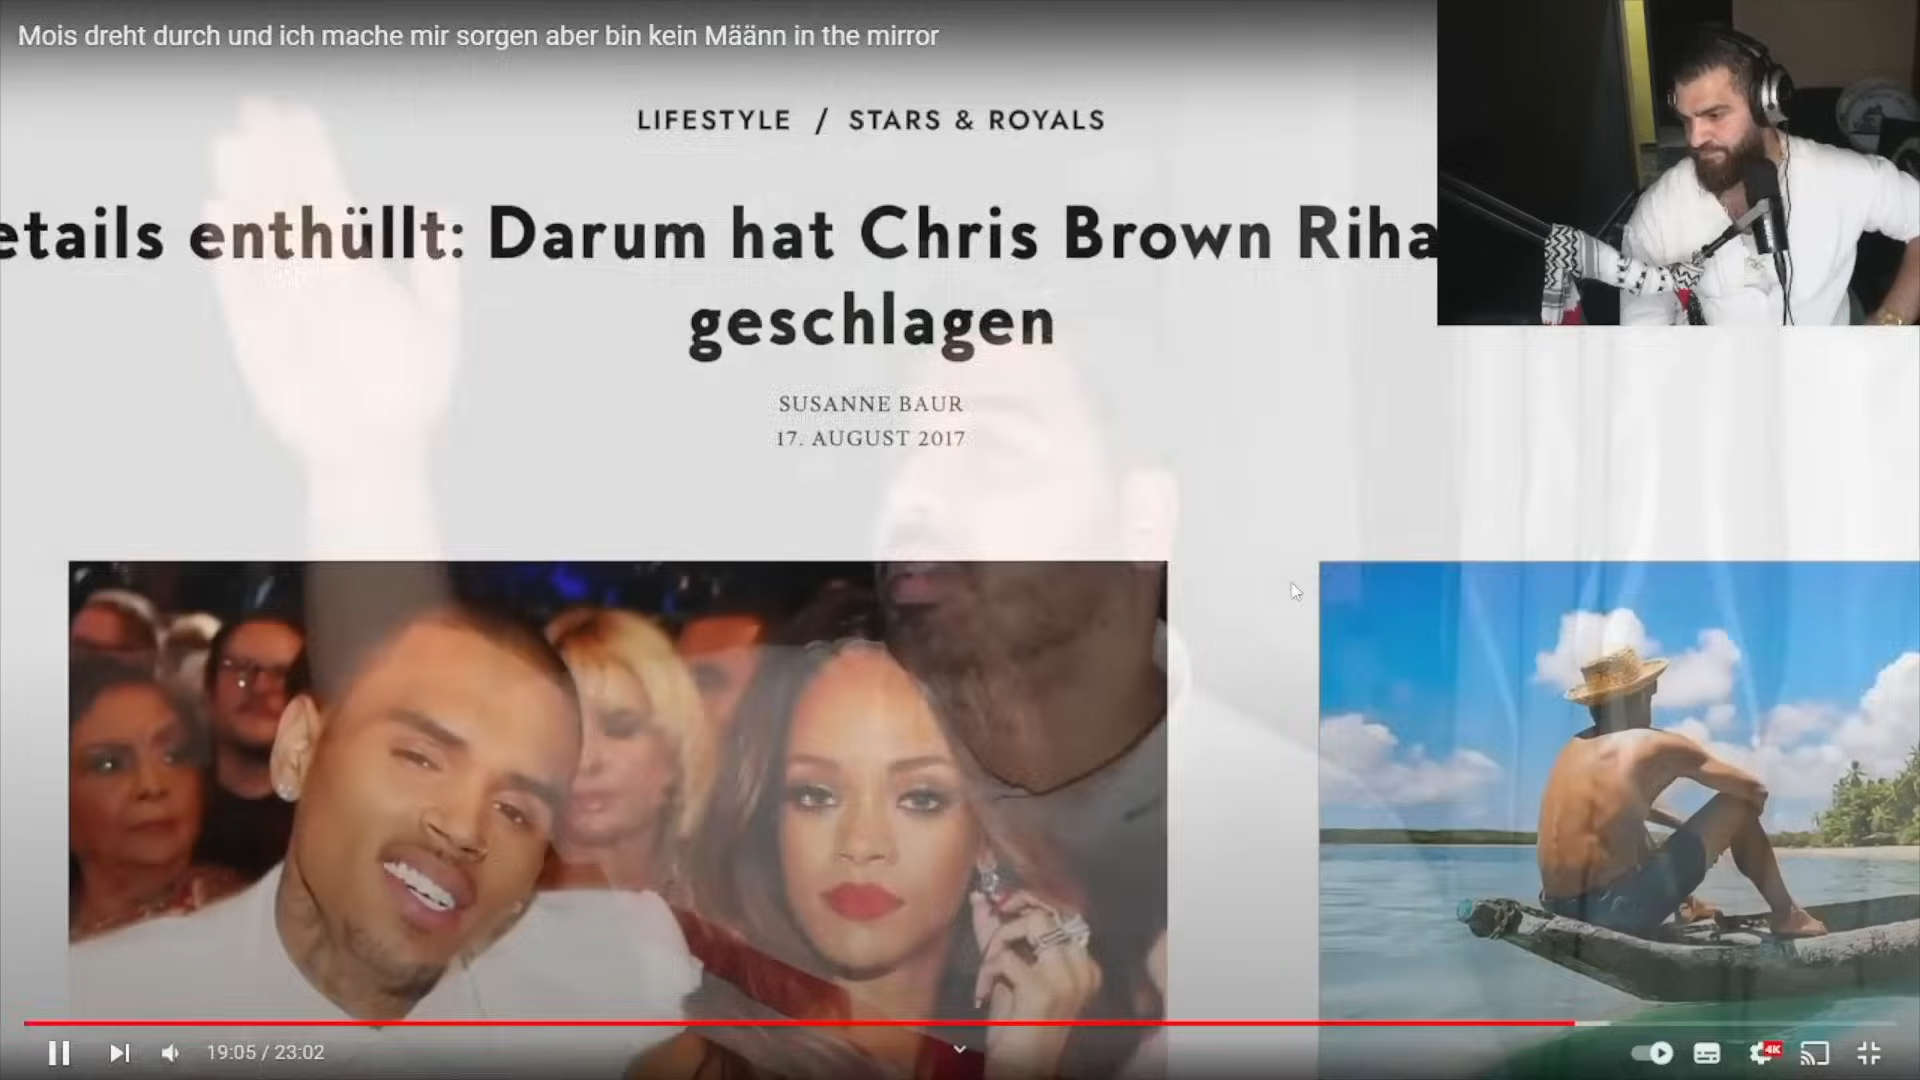 Mois dreht durch und ich mache mir sorgen aber bin kein Määnn in the mirror
LIFESTYLE / STARS & ROYALS
etails enthüllt: Darum hat Chris Brown Riha
geschlagen
SUSANNE BAUR
17. AUGUST 2017
19:05 / 23:02
4K